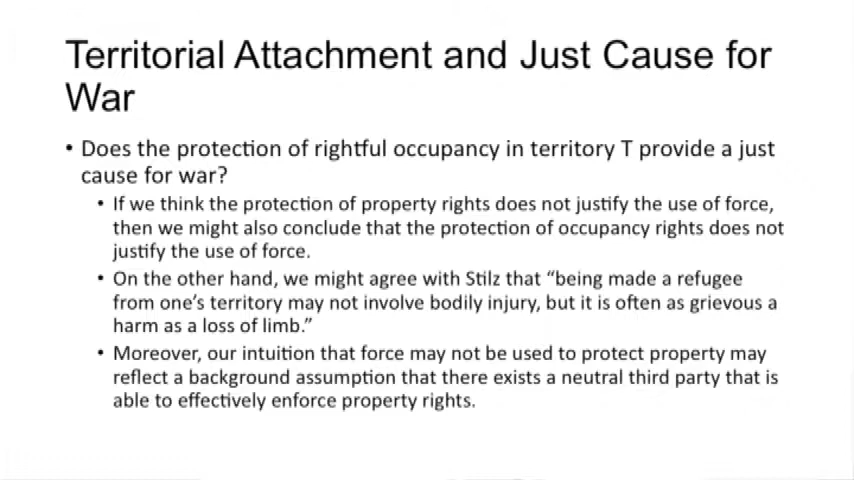 Territorial Attachment and Just Cause for
War
• Does the protection of rightful occupancy in territory T provide a just
cause for war?
• If we think the protection of property rights does not justify the use of force,
then we might also conclude that the protection of occupancy rights does not
justify the use of force.
• On the other hand, we might agree with Stilz that “being made a refugee
from one’s territory may not involve bodily injury, but it is often as grievous a
harm as a loss of limb.”
• Moreover, our intuition that force may not be used to protect property may
reflect a background assumption that there exists a neutral third party that is
able to effectively enforce property rights.